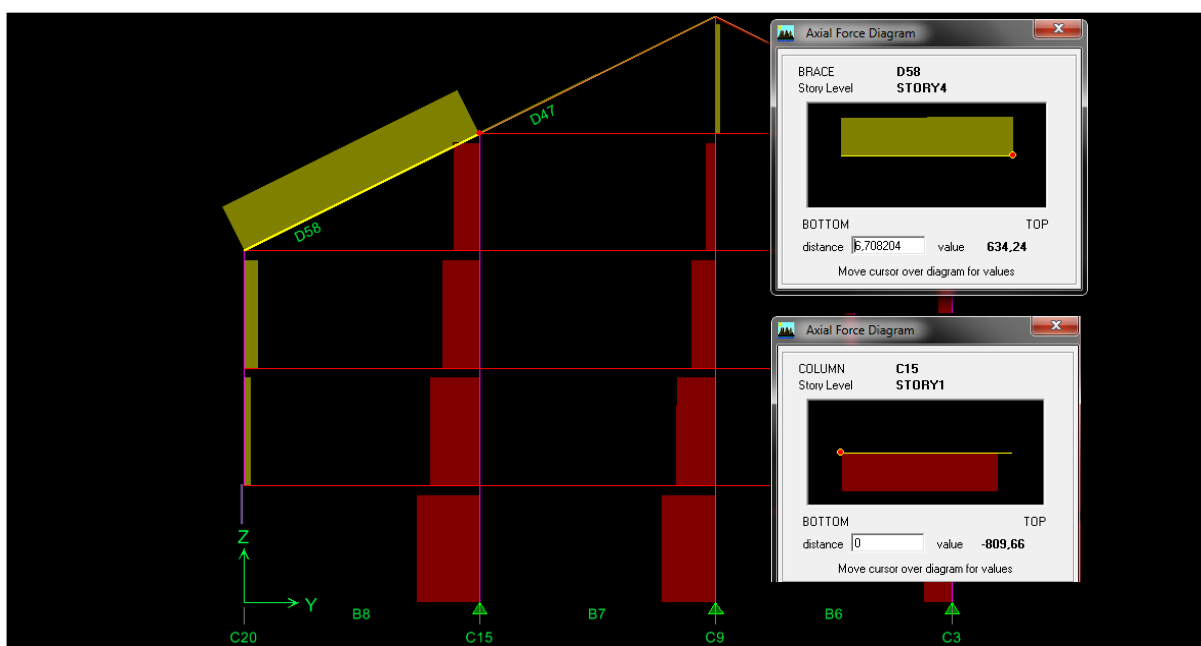 Axial Force Diagram
x
BRACE D58
Story Level STORY4
BOTTOM TOP
distance 6,708204 value 634,24
Move cursor over diagram for values
Axial Force Diagram
x
COLUMN C15
Story Level STORY1
BOTTOM TOP
distance 0 value -809,66
Move cursor over diagram for values
D47
D58
Z
Y
B8 B7 B6
C20 C15 C9 C3